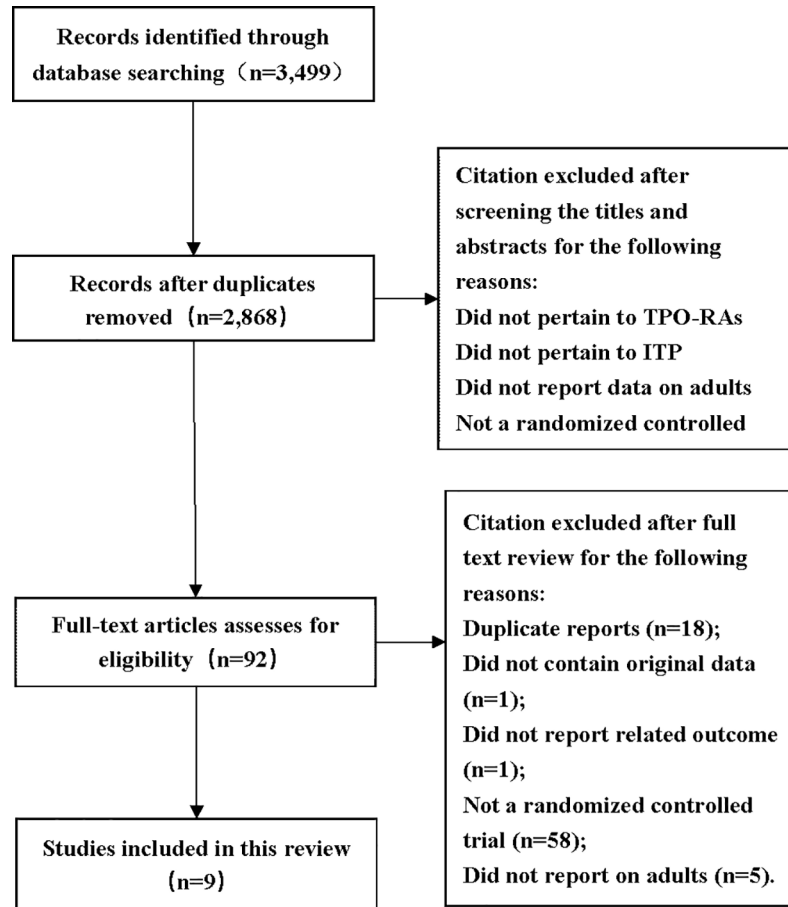 Records identified through
database searching（n=3,499）
Citation excluded after
screening the titles and
abstracts for the following
reasons:
Did not pertain to TPO-RAs
Did not pertain to ITP
Did not report data on adults
Not a randomized controlled
Records after duplicates
removed（n=2,868）
Citation excluded after full
text review for the following
reasons:
Duplicate reports (n=18);
Did not contain original data
(n=1);
Did not report related outcome
(n=1);
Not a randomized controlled
trial (n=58);
Did not report on adults (n=5).
Full-text articles assesses for
eligibility（n=92）
Studies included in this review
（n=9）